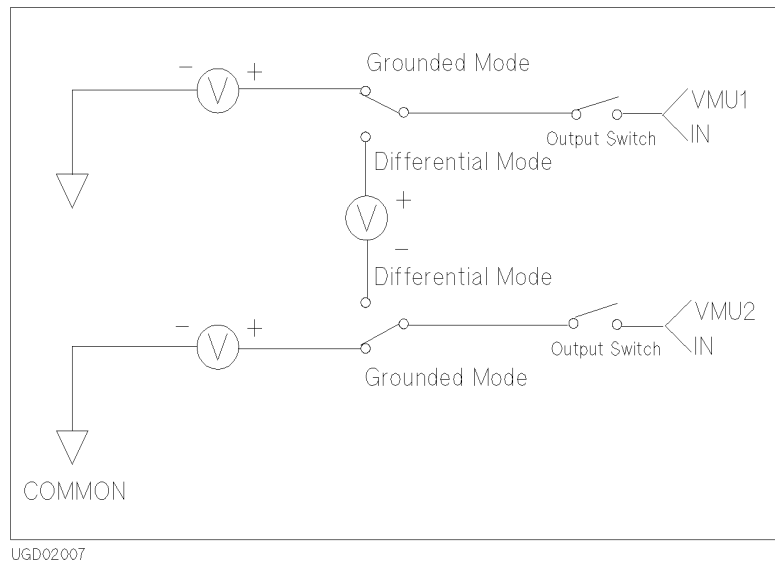 Grounded Mode
- V +
VMU1
IN
Output Switch
Differential Mode
V +
-
Differential Mode
VMU2
- V +
IN
Output Switch
Grounded Mode
COMMON
UGD02007